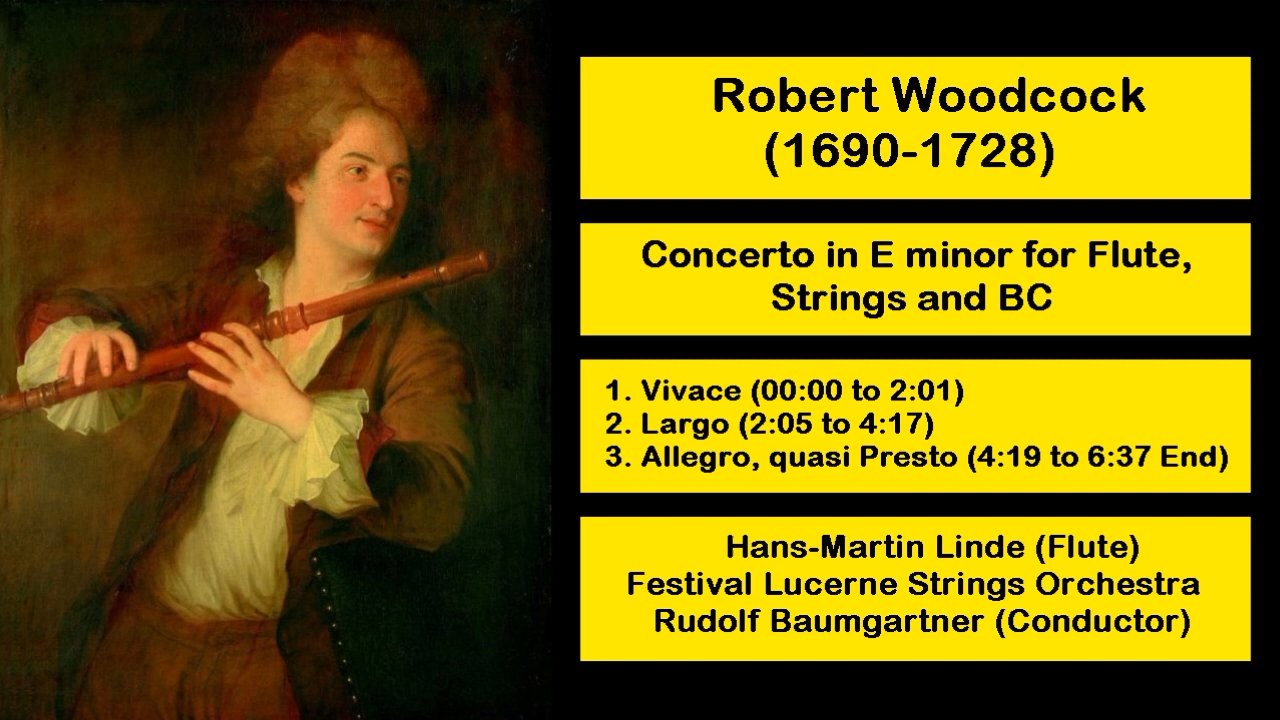 Robert Woodcock
(1690-1728)
Concerto in E minor for Flute,
Strings and BC
1. Vivace (00:00 to 2:01)
2. Largo (2:05 to 4:17)
3. Allegro, quasi Presto (4:19 to 6:37 End)
Hans-Martin Linde (Flute)
Festival Lucerne Strings Orchestra
Rudolf Baumgartner (Conductor)